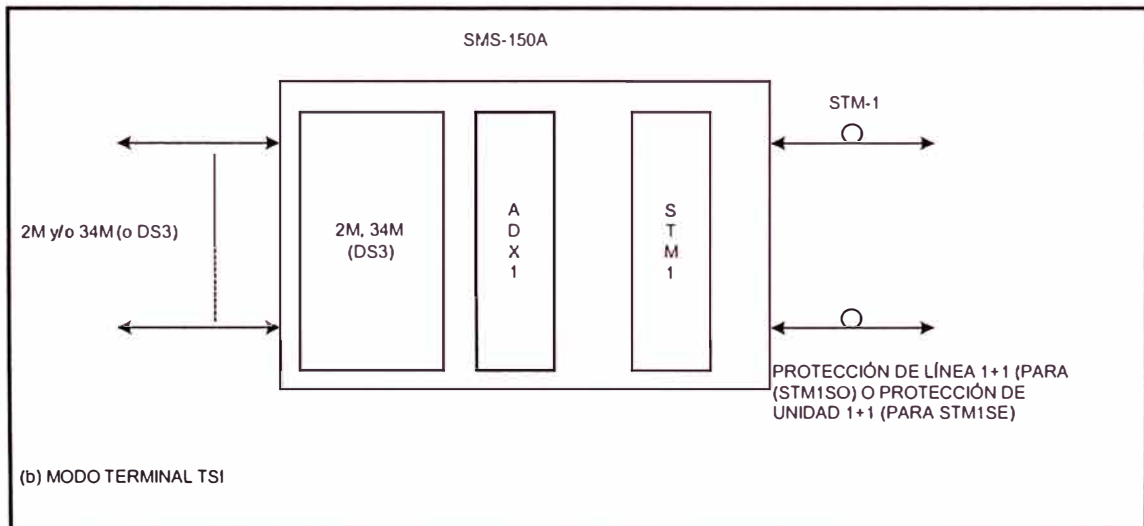 SMS-150A
STM-1
2M y/o 34M (o DS3)
2M, 34M
(DS3)
A
D
X
1
S
T
M
1
PROTECCIÓN DE LÍNEA 1+1 (PARA
(STM1SO) O PROTECCIÓN DE
UNIDAD 1+1 (PARA STM1SE)
(b) MODO TERMINAL TSI